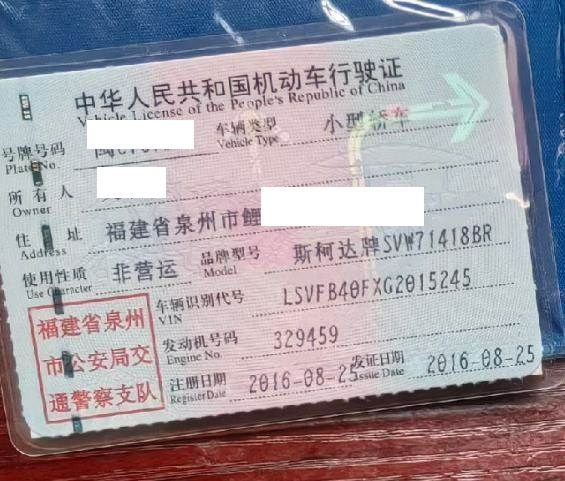 中华人民共和国机动车行驶证
Vehicle License of the People's Republic of China
号牌号码 车辆类型 小型轿车
Plate No. Vehicle Type
所有人
Owner
住址 福建省泉州市鲤
Address
使用性质 非营运 品牌型号 斯柯达牌SVW71418BR
Use Character Model
福建省泉州 车辆识别代号 LSVFB40FXG2015245
VIN
市公安局交 发动机号码 329459
Engine No.
通警察支队 注册日期 2016-08-25 发证日期 2016-08-25
Register Date Issue Date